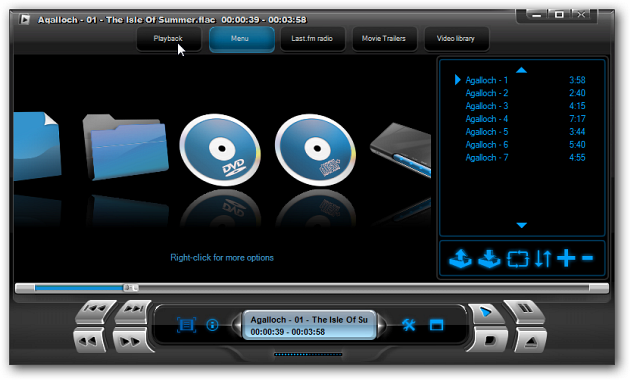 Agalloch - 01 - The Isle Of Summer.flac 00:00:39 - 00:03:58
Playback
Menu
Last.fm radio
Movie Trailers
Video library
Agalloch - 1 3:58
Agalloch - 2 2:40
Agalloch - 3 4:15
Agalloch - 4 7:17
Agalloch - 5 3:44
Agalloch - 6 5:40
Agalloch - 7 4:55
DVD
Right-click for more options
Agalloch - 01 - The Isle Of Su
00:00:39 - 00:03:58